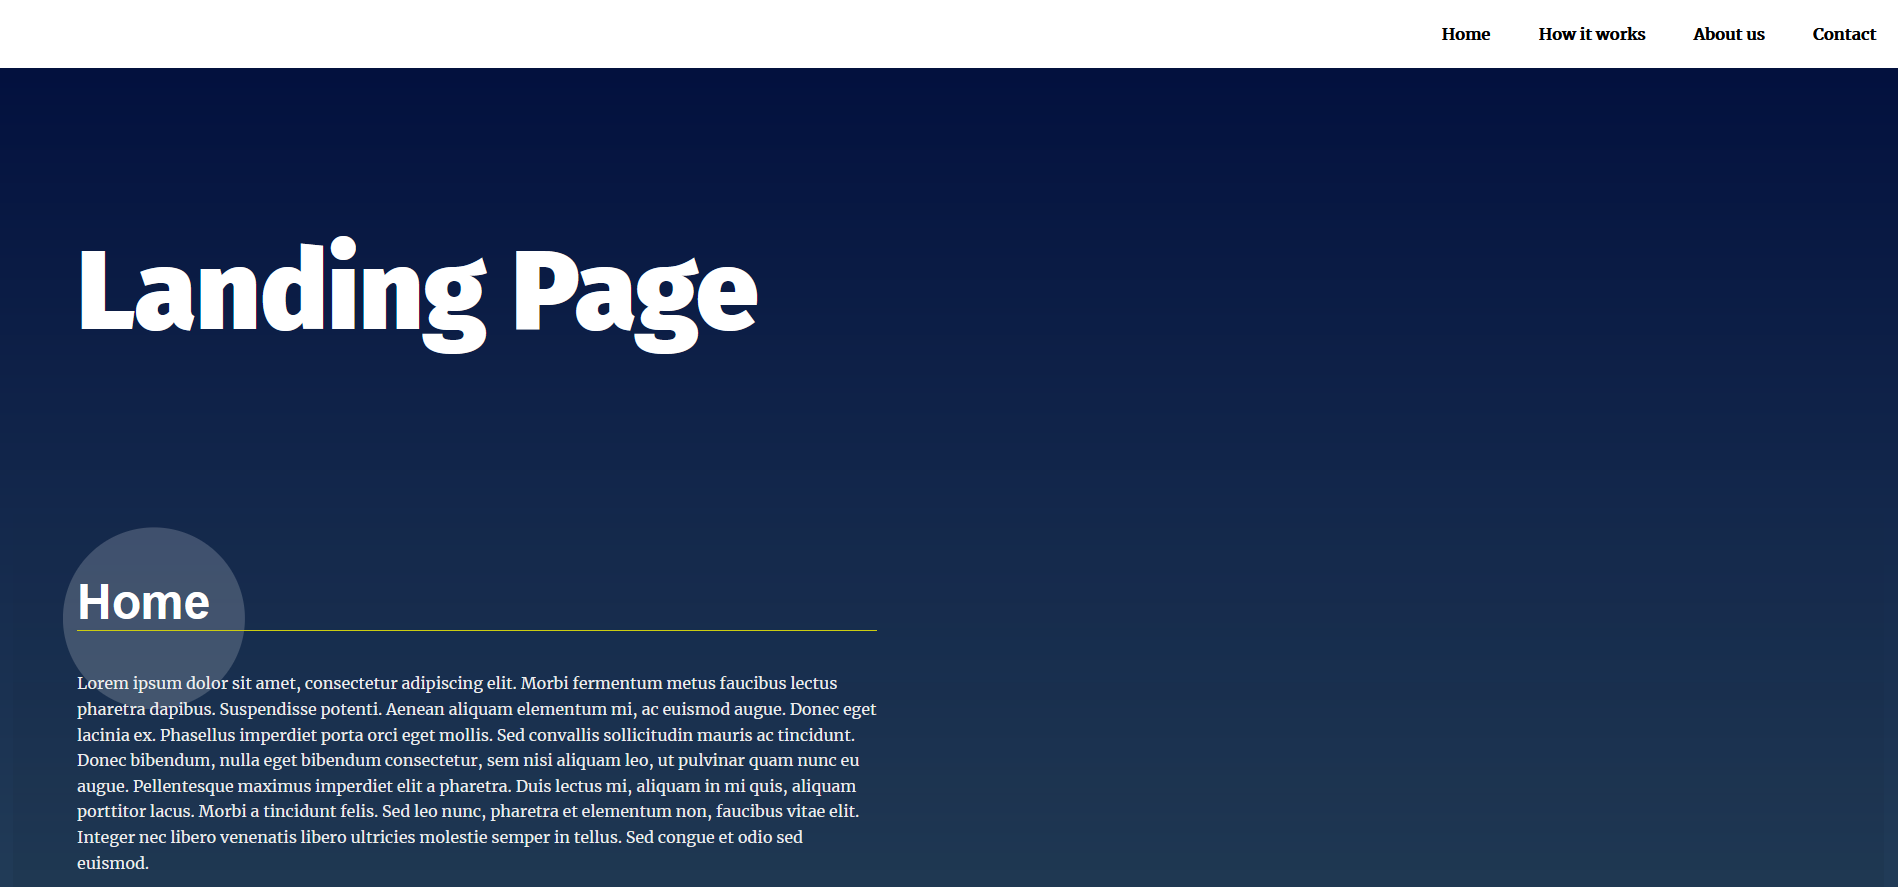 Home How it works About us Contact
Landing Page
Home
Lorem ipsum dolor sit amet, consectetur adipiscing elit. Morbi fermentum metus faucibus lectus
pharetra dapibus. Suspendisse potenti. Aenean aliquam elementum mi, ac euismod augue. Donec eget
lacinia ex. Phasellus imperdiet porta orci eget mollis. Sed convallis sollicitudin mauris ac tincidunt.
Donec bibendum, nulla eget bibendum consectetur, sem nisi aliquam leo, ut pulvinar quam nunc eu
augue. Pellentesque maximus imperdiet elit a pharetra. Duis lectus mi, aliquam in mi quis, aliquam
porttitor lacus. Morbi a tincidunt felis. Sed leo nunc, pharetra et elementum non, faucibus vitae elit.
Integer nec libero venenatis libero ultricies molestie semper in tellus. Sed congue et odio sed
euismod.